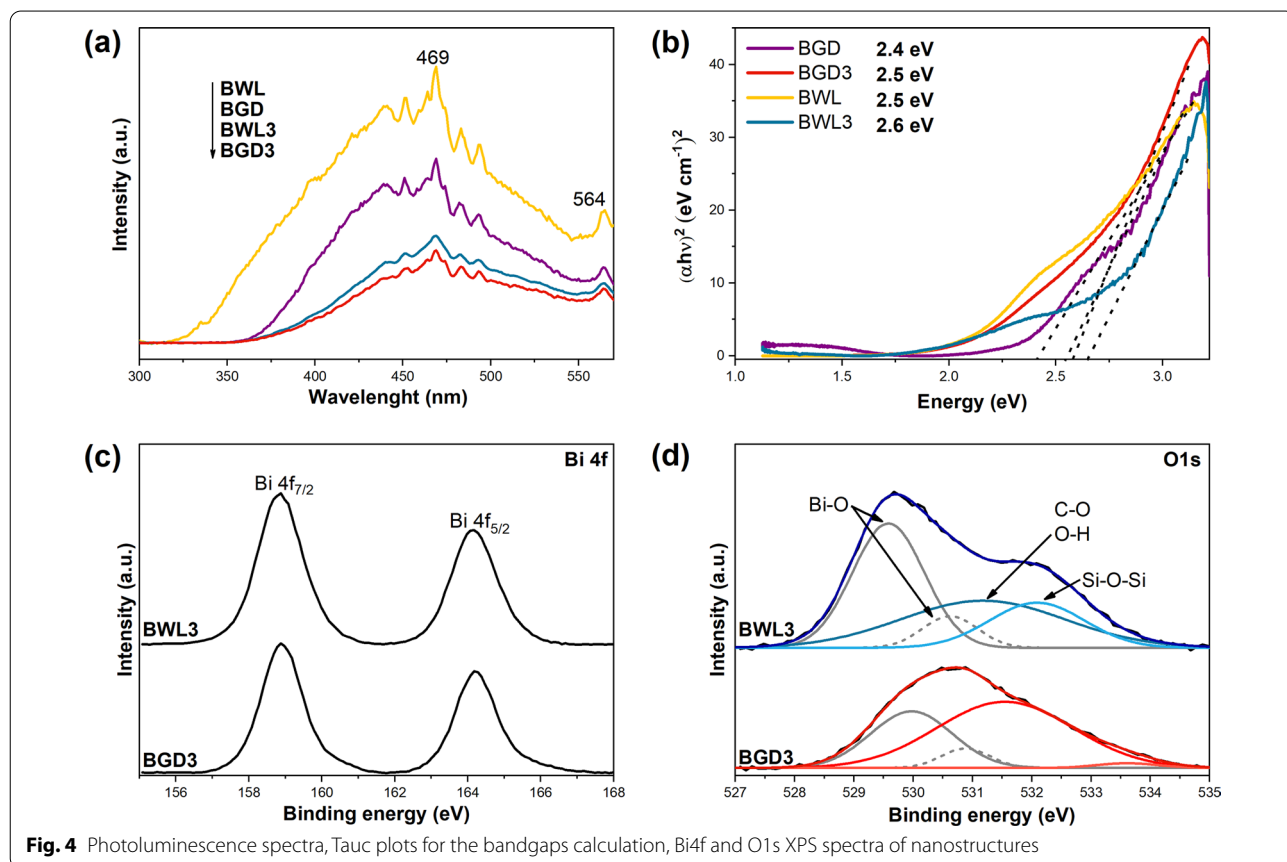 (a)
469
BWL
BGD
BWL3
BGD3
564
Intensity (a.u.)
300 350 400 450 500 550
Wavelenght (nm)
(b)
BGD 2.4 eV
BGD3 2.5 eV
BWL 2.5 eV
BWL3 2.6 eV
(αhν)² (eV cm⁻¹)²
40
30
20
10
0
1.0 1.5 2.0 2.5 3.0
Energy (eV)
(c)
Bi 4f
Bi 4f7/2
Bi 4f5/2
BWL3
BGD3
Intensity (a.u.)
156 158 160 162 164 166 168
Binding energy (eV)
(d)
O1s
Bi-O
C-O
O-H
Si-O-Si
BWL3
BGD3
Intensity (a.u.)
527 528 529 530 531 532 533 534 535
Binding energy (eV)
Fig. 4 Photoluminescence spectra, Tauc plots for the bandgaps calculation, Bi4f and O1s XPS spectra of nanostructures